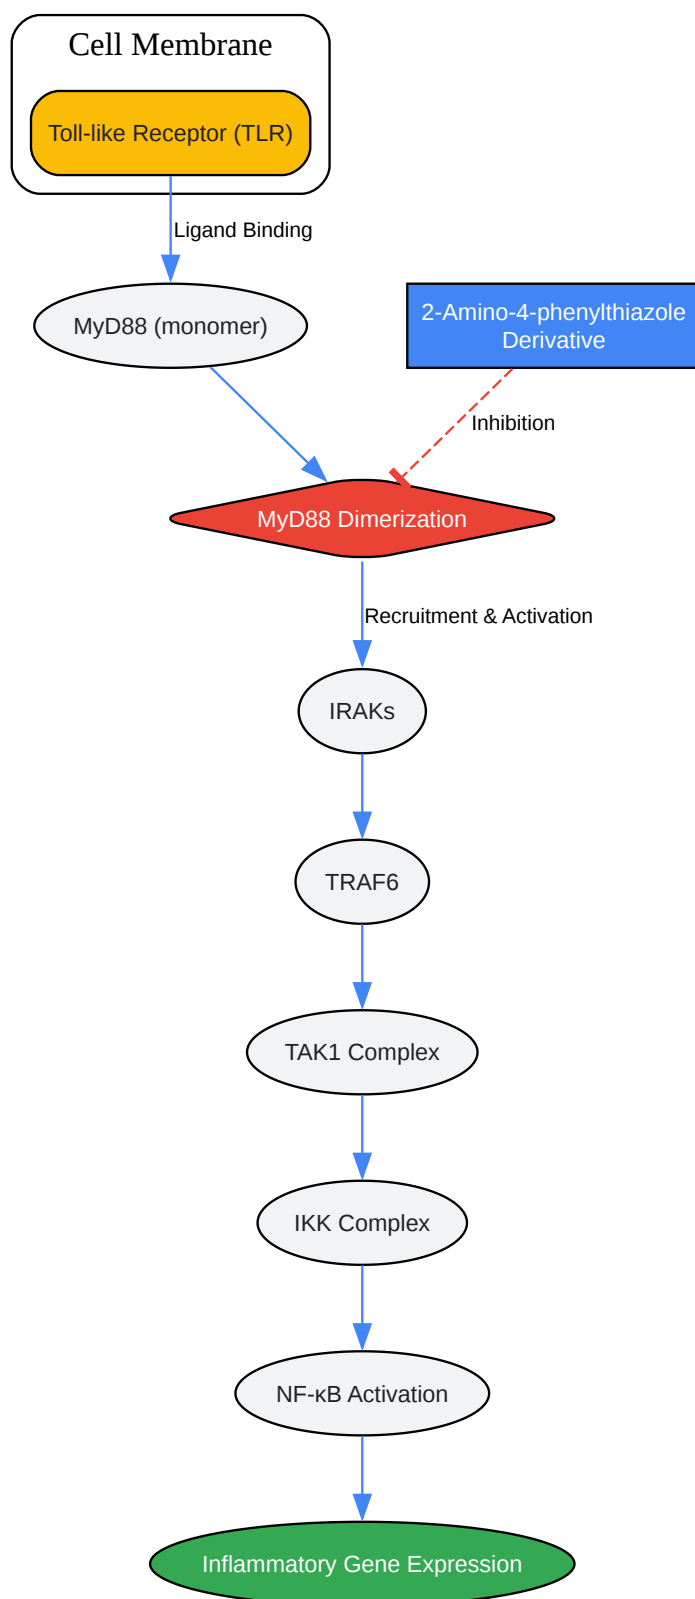 Cell Membrane
Toll-like Receptor (TLR)
Ligand Binding
MyD88 (monomer)
2-Amino-4-phenylthiazole
Derivative
Inhibition
MyD88 Dimerization
Recruitment & Activation
IRAKs
TRAF6
TAK1 Complex
IKK Complex
NF-κB Activation
Inflammatory Gene Expression